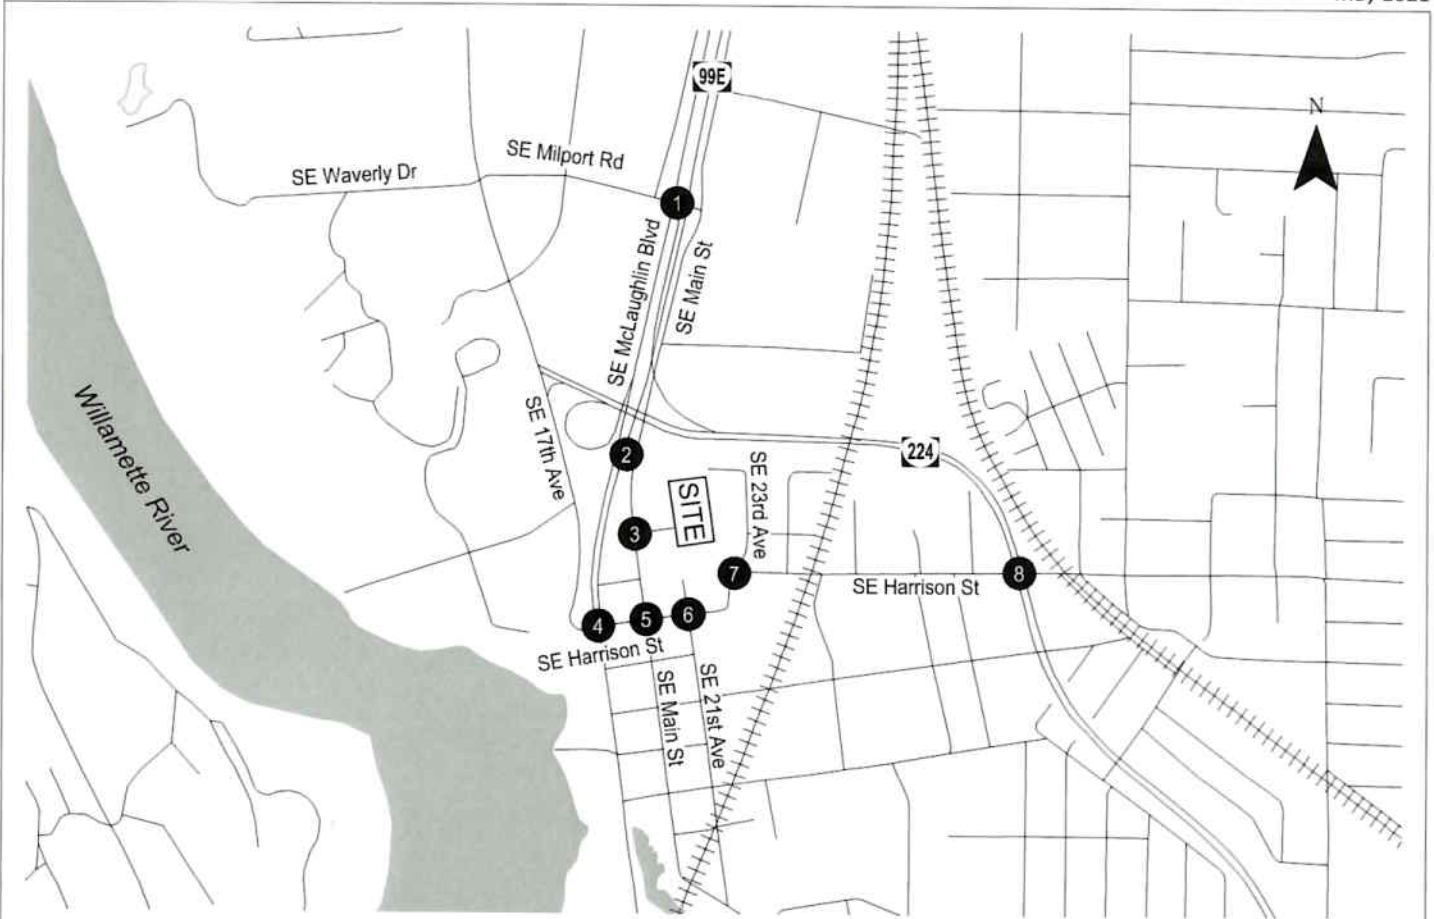 99E
N
SE Milport Rd
SE Waverly Dr
1
SE McLaughlin Blvd
SE Main St
SE 17th Ave
Willamette River
2
224
SITE
SE 23rd Ave
3
7
8
SE Harrison St
4
5
6
SE Harrison St
SE Main St
SE 21st Ave